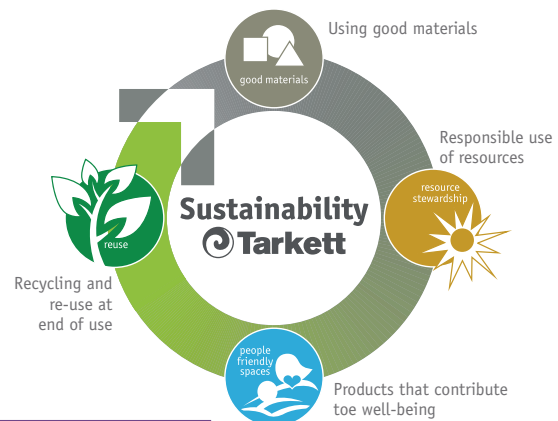 Using good materials
good materials
Responsible use
of resources
resource
stewardship
Sustainability
Tarkett
reuse
Recycling and
re-use at
end of use
people
friendly
spaces
Products that contribute
toe well-being